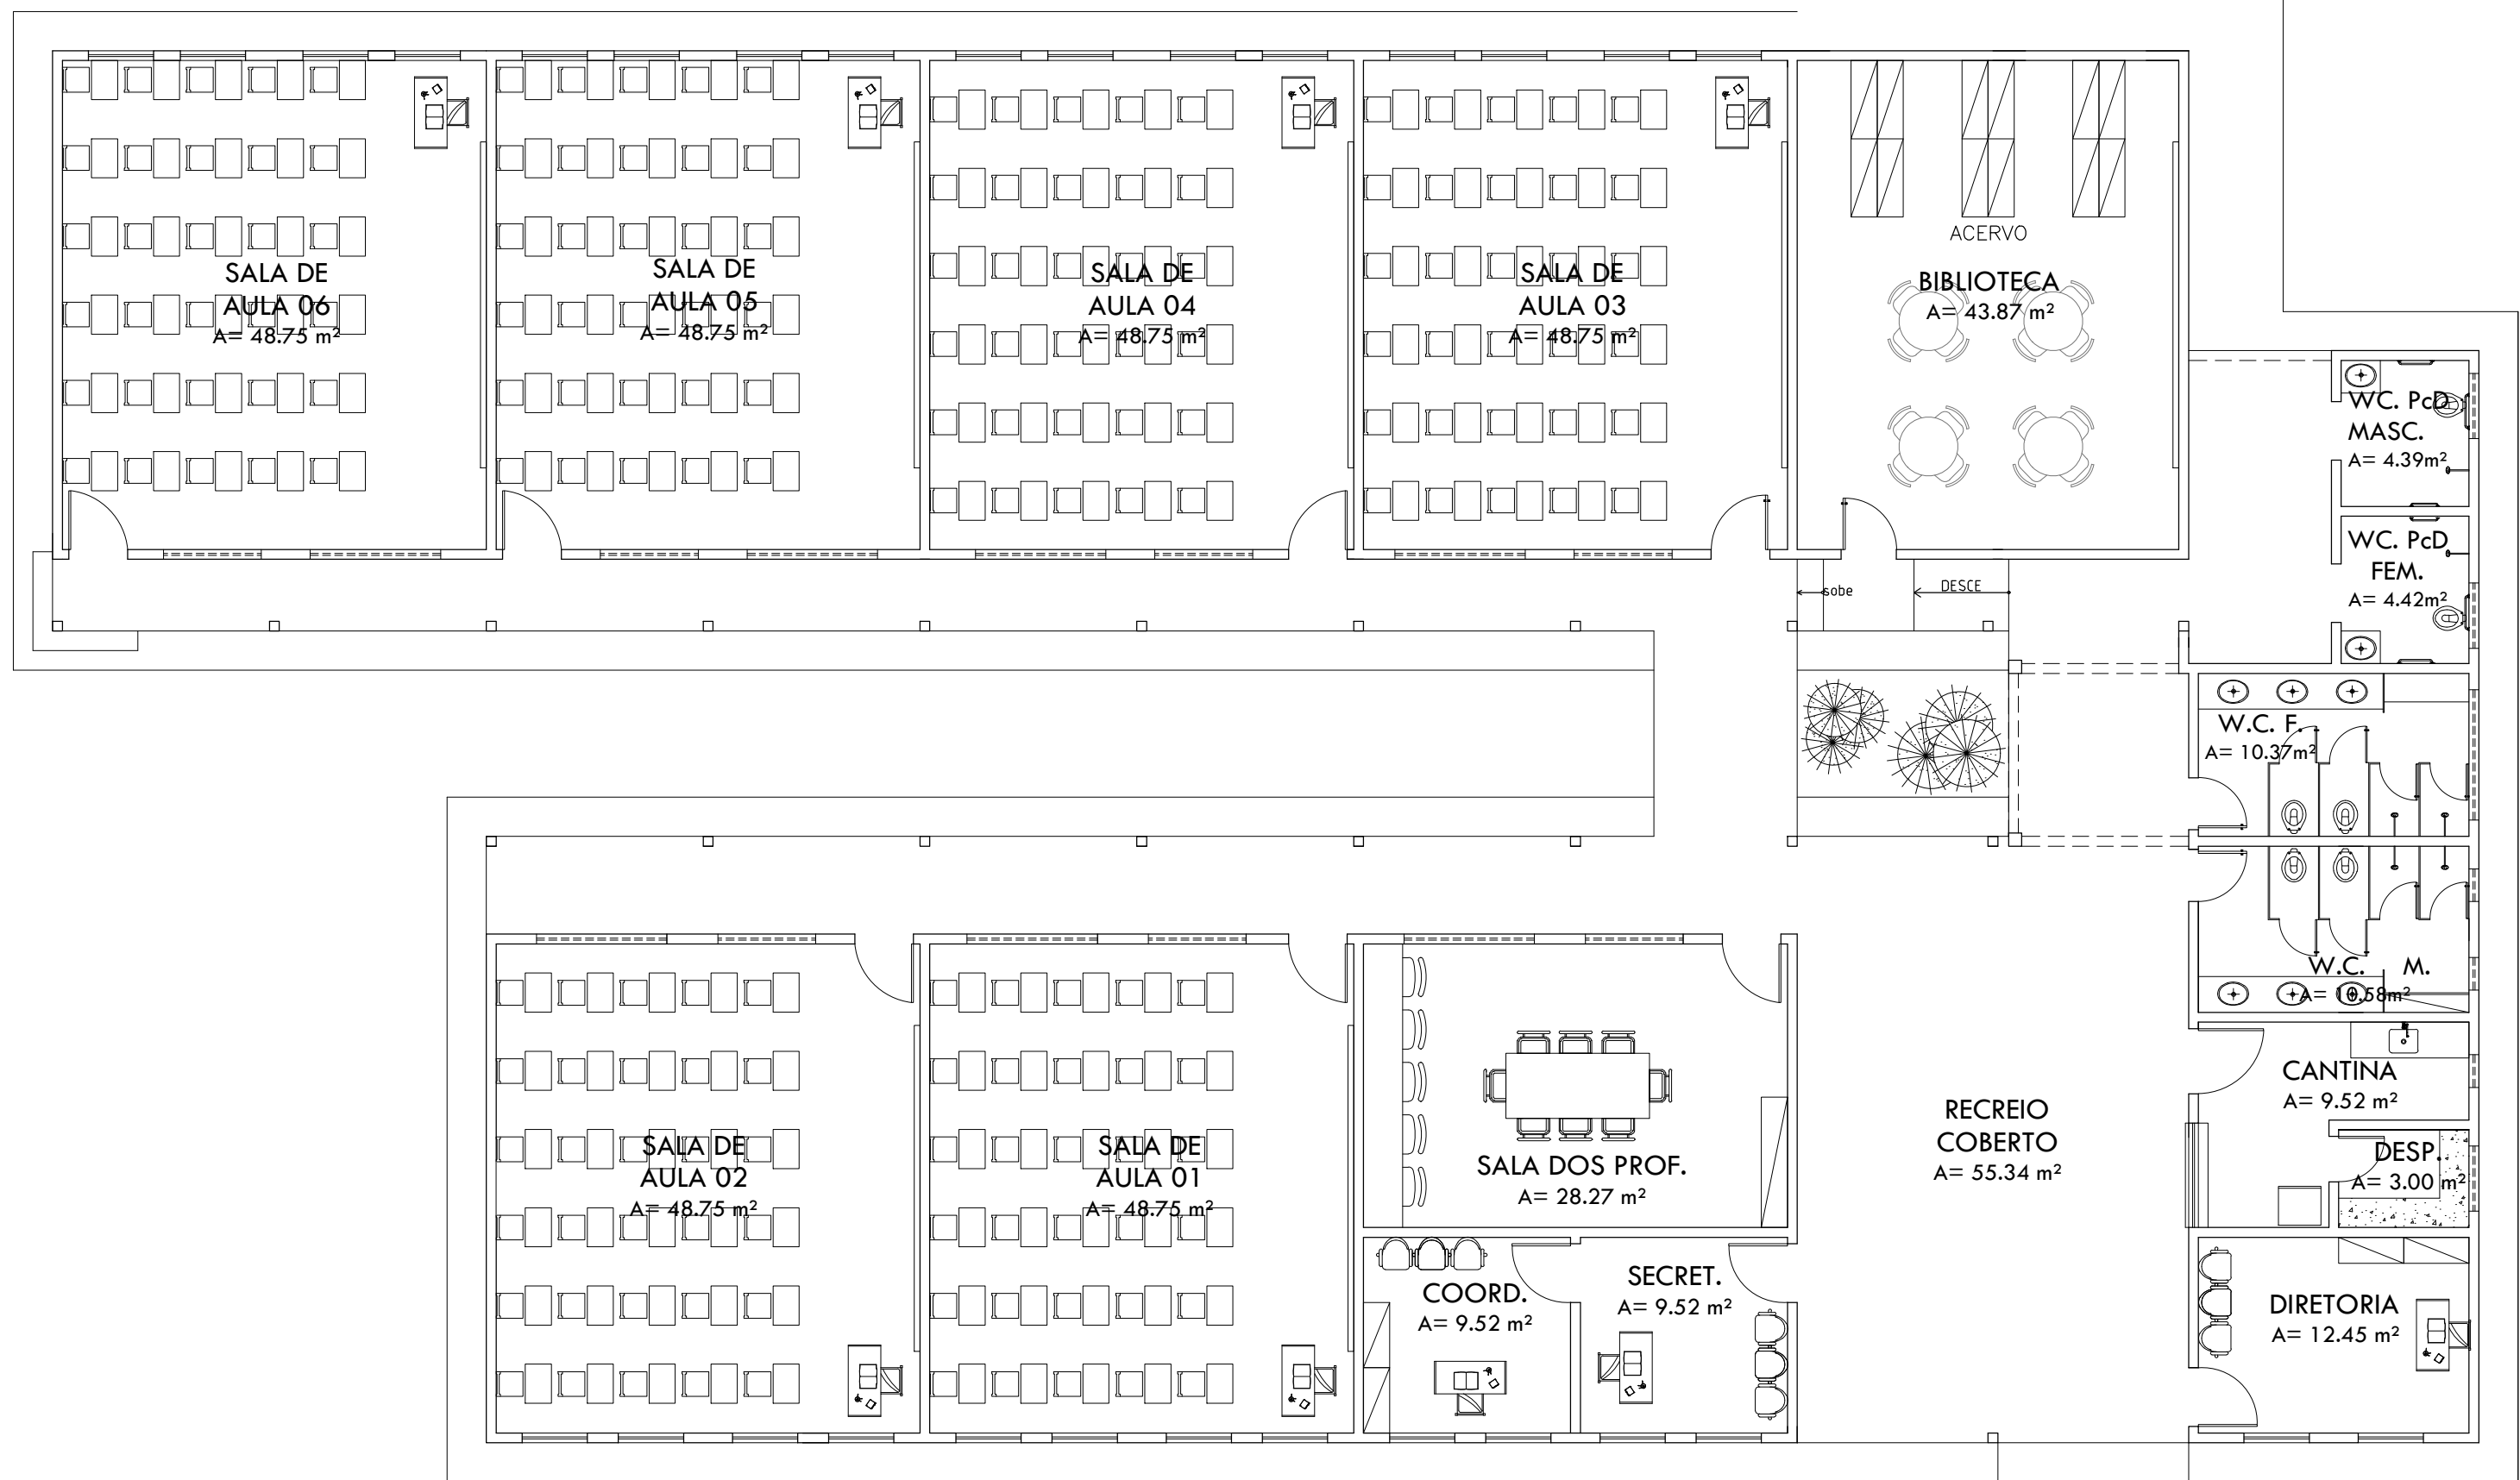 SALA DE
AULA 06
A= 48.75 m²
SALA DE
AULA 05
A= 48.75 m²
SALA DE
AULA 04
A= 48.75 m²
SALA DE
AULA 03
A= 48.75 m²
ACERVO
BIBLIOTECA
A= 43.87 m²
WC. PcD
MASC.
A= 4.39m²
WC. PcD
FEM.
A= 4.42m²
sobe
DESCE
W.C. F.
A= 10.37m²
W.C. M.
A= 10.58m²
CANTINA
A= 9.52 m²
DESP.
A= 3.00 m²
SALA DE
AULA 02
A= 48.75 m²
SALA DE
AULA 01
A= 48.75 m²
SALA DOS PROF.
A= 28.27 m²
RECREIO
COBERTO
A= 55.34 m²
COORD.
A= 9.52 m²
SECRET.
A= 9.52 m²
DIRETORIA
A= 12.45 m²